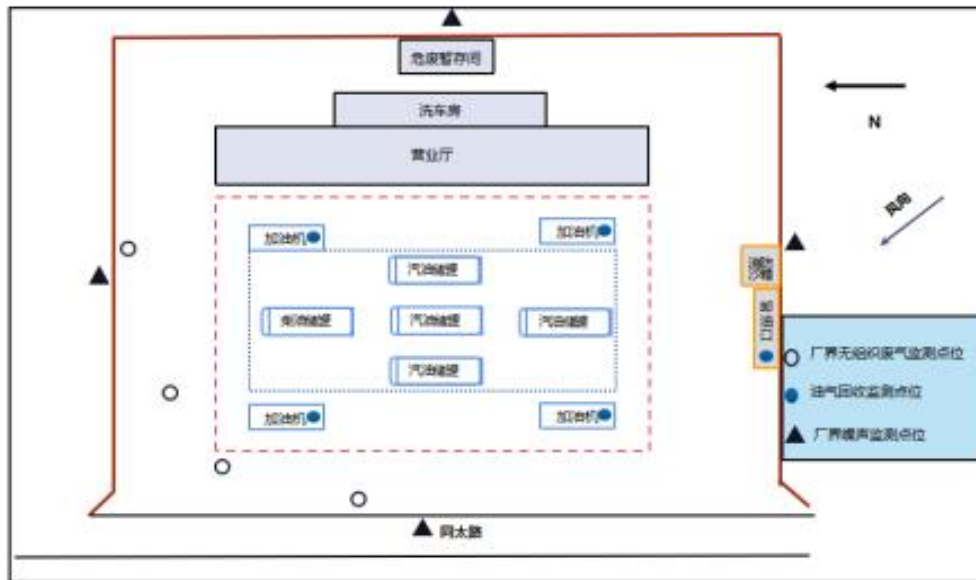 危废暂存间
洗车房
营业厅
N
风向
加油机
加油机
汽油储罐
柴油储罐
汽油储罐
汽油储罐
汽油储罐
加油机
加油机
消防
沙箱
卸油口
厂界无组织废气监测点位
油气回收监测点位
厂界噪声监测点位
同太路